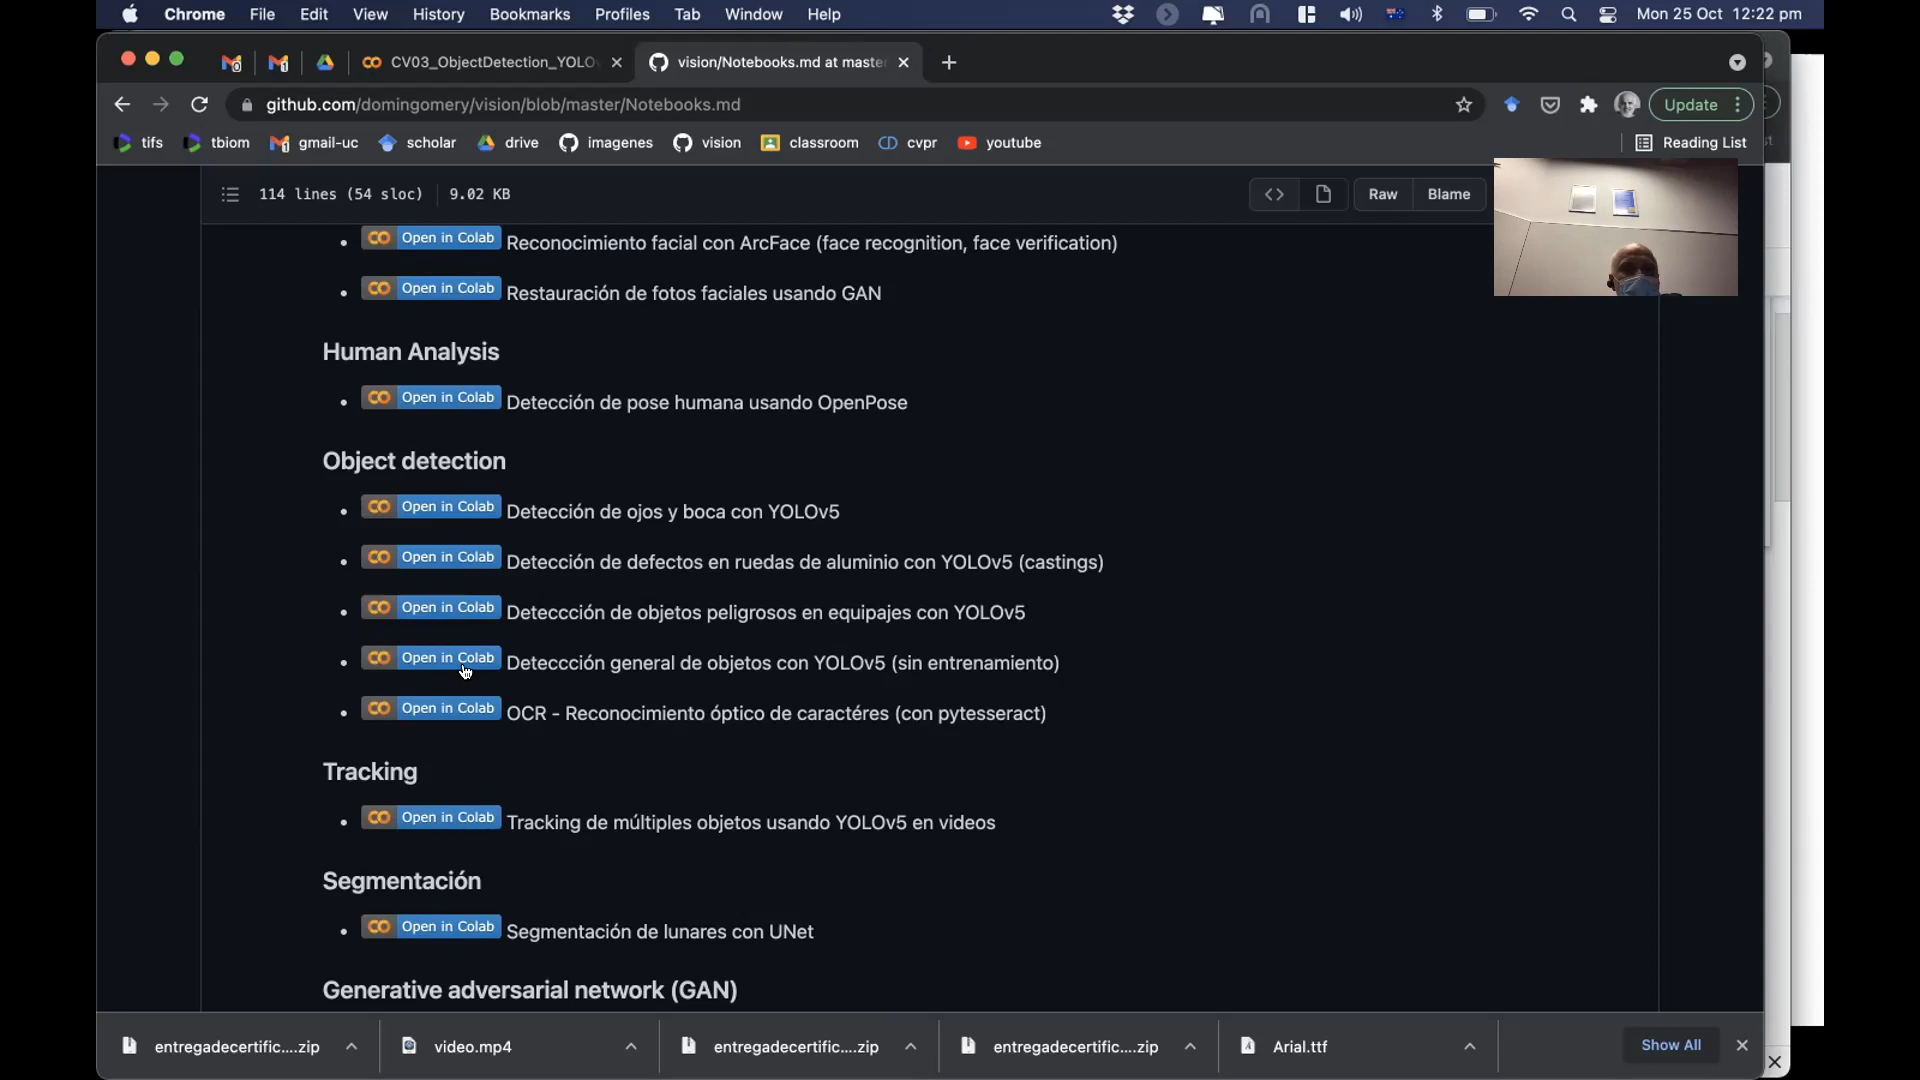 Chrome File Edit View History Bookmarks Profiles Tab Window Help Mon 25 Oct 12:22 pm
CV03_ObjectDetection_YOLO vision/Notebooks.md at maste
github.com/domingomery/vision/blob/master/Notebooks.md Update
tifs tbiom gmail-uc scholar drive imagenes vision classroom cvpr youtube Reading List
114 lines (54 sloc) 9.02 KB Raw Blame
Open in Colab Reconocimiento facial con ArcFace (face recognition, face verification)
Open in Colab Restauración de fotos faciales usando GAN
Human Analysis
Open in Colab Detección de pose humana usando OpenPose
Object detection
Open in Colab Detección de ojos y boca con YOLOv5
Open in Colab Detección de defectos en ruedas de aluminio con YOLOv5 (castings)
Open in Colab Deteccción de objetos peligrosos en equipajes con YOLOv5
Open in Colab Deteccción general de objetos con YOLOv5 (sin entrenamiento)
Open in Colab OCR - Reconocimiento óptico de caractéres (con pytesseract)
Tracking
Open in Colab Tracking de múltiples objetos usando YOLOv5 en videos
Segmentación
Open in Colab Segmentación de lunares con UNet
Generative adversarial network (GAN)
entregadecertific....zip video.mp4 entregadecertific....zip entregadecertific....zip Arial.ttf Show All